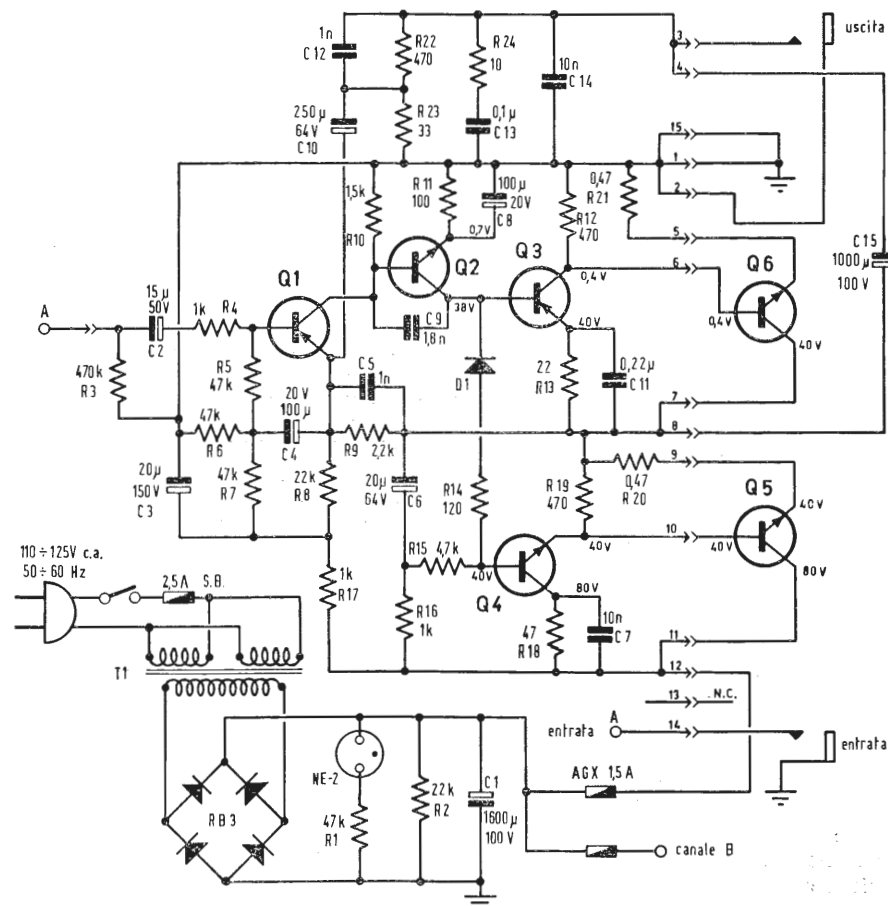 1n
C12
R22
470
R24
10
10n
C14
3
4
uscita
250µ
64V
C10
R23
33
0,1µ
C13
15
1
2
1,5k
R10
R11
100
100µ
20V
C8
R12
470
0,47
R21
5
6
C15
1000µ
100 V
0,7V
Q1
Q2
Q3
Q6
0,4V
0,4V
40V
A
15µ
50V
C2
1k
R4
C9
1,8n
38V
40V
470k
R3
R5
47k
C5
1n
D1
22
R13
0,22µ
C11
7
8
20V
100µ
C4
47k
R6
R9
2,2k
9
20µ
150V
C3
47k
R7
22k
R8
20µ
64V
C6
R14
120
R19
470
0,47
R20
Q5
40V
10
40V
40V
80V
110÷125V c.a.
50÷60 Hz
2,5A
S.B.
1k
R17
R15
4,7k
40V
Q4
80V
R16
1k
47
R18
10n
C7
11
12
T1
13
N.C.
entrata
A
14
entrata
RB3
NE-2
47k
R1
22k
R2
C1
1600µ
100V
AGX 1,5A
canale B